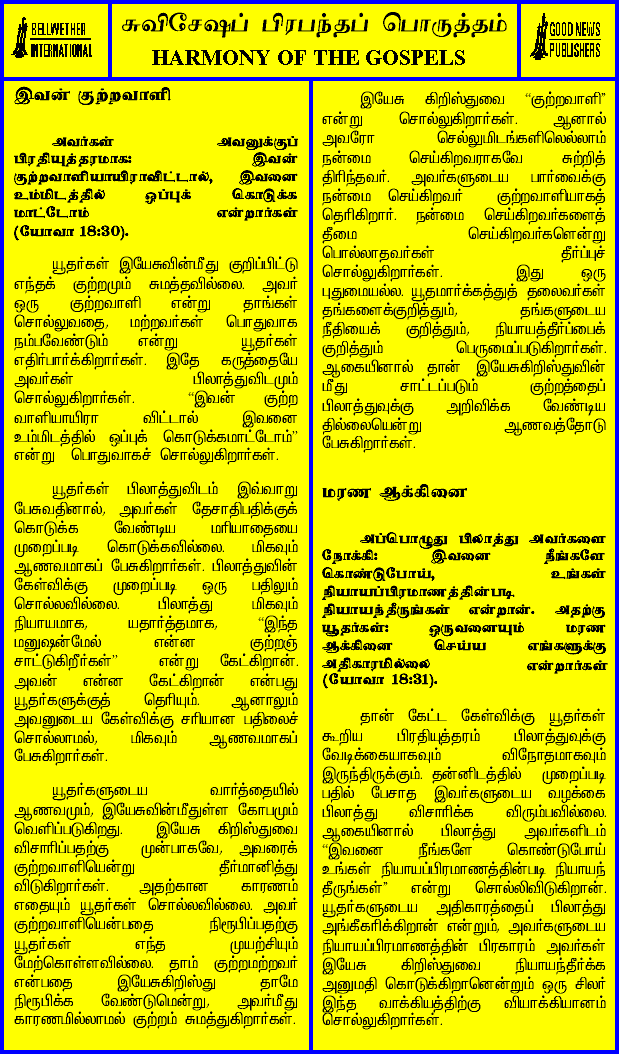 BELLWETHER
INTERNATIONAL
சுவிசேஷப் பிரபந்தப் பொருத்தம்
HARMONY OF THE GOSPELS
GOOD NEWS
PUBLISHERS
இவன் குற்றவாளி
அவர்கள் அவனுக்குப்
பிரதியுத்தரமாக: இவன்
குற்றவாளியாயிராவிட்டால், இவனை
உம்மிடத்தில் ஒப்புக் கொடுக்க
மாட்டோம் என்றார்கள்
(யோவா 18:30).
யூதர்கள் இயேசுவின்மீது குறிப்பிட்டு
எந்தக் குற்றமும் சுமத்தவில்லை. அவர்
ஒரு குற்றவாளி என்று தாங்கள்
சொல்லுவதை, மற்றவர்கள் பொதுவாக
நம்பவேண்டும் என்று யூதர்கள்
எதிர்பார்க்கிறார்கள். இதே கருத்தையே
அவர்கள் பிலாத்துவிடமும்
சொல்லுகிறார்கள். “இவன் குற்ற
வாளியாயிரா விட்டால் இவனை
உம்மிடத்தில் ஒப்புக் கொடுக்கமாட்டோம்”
என்று பொதுவாகச் சொல்லுகிறார்கள்.
யூதர்கள் பிலாத்துவிடம் இவ்வாறு
பேசுவதினால், அவர்கள் தேசாதிபதிக்குக்
கொடுக்க வேண்டிய மரியாதையை
முறைப்படி கொடுக்கவில்லை. மிகவும்
ஆணவமாகப் பேசுகிறார்கள். பிலாத்துவின்
கேள்விக்கு முறைப்படி ஒரு பதிலும்
சொல்லவில்லை. பிலாத்து மிகவும்
நியாயமாக, யதார்த்தமாக, “இந்த
மனுஷன்மேல் என்ன குற்றஞ்
சாட்டுகிறீர்கள்” என்று கேட்கிறான்.
அவன் என்ன கேட்கிறான் என்பது
யூதர்களுக்குத் தெரியும். ஆனாலும்
அவனுடைய கேள்விக்கு சரியான பதிலைச்
சொல்லாமல், மிகவும் ஆணவமாகப்
பேசுகிறார்கள்.
யூதர்களுடைய வார்த்தையில்
ஆணவமும், இயேசுவின்மீதுள்ள கோபமும்
வெளிப்படுகிறது. இயேசு கிறிஸ்துவை
விசாரிப்பதற்கு முன்பாகவே, அவரைக்
குற்றவாளியென்று தீர்மானித்து
விடுகிறார்கள். அதற்கான காரணம்
எதையும் யூதர்கள் சொல்லவில்லை. அவர்
குற்றவாளியென்பதை நிரூபிப்பதற்கு
யூதர்கள் எந்த முயற்சியும்
மேற்கொள்ளவில்லை. தாம் குற்றமற்றவர்
என்பதை இயேசுகிறிஸ்து தாமே
நிரூபிக்க வேண்டுமென்று, அவர்மீது
காரணமில்லாமல் குற்றம் சுமத்துகிறார்கள்.
இயேசு கிறிஸ்துவை “குற்றவாளி”
என்று சொல்லுகிறார்கள். ஆனால்
அவரோ செல்லுமிடங்களிலெல்லாம்
நன்மை செய்கிறவராகவே சுற்றித்
திரிந்தவர். அவர்களுடைய பார்வைக்கு
நன்மை செய்கிறவர் குற்றவாளியாகத்
தெரிகிறார். நன்மை செய்கிறவர்களைத்
தீமை செய்கிறவர்களென்று
பொல்லாதவர்கள் தீர்ப்புச்
சொல்லுகிறார்கள். இது ஒரு
புதுமையல்ல. யூதமார்க்கத்துத் தலைவர்கள்
தங்களைக்குறித்தும், தங்களுடைய
நீதியைக் குறித்தும், நியாயத்தீர்ப்பைக்
குறித்தும் பெருமைப்படுகிறார்கள்.
ஆகையினால் தான் இயேசுகிறிஸ்துவின்
மீது சாட்டப்படும் குற்றத்தைப்
பிலாத்துவுக்கு அறிவிக்க வேண்டிய
தில்லையென்று ஆணவத்தோடு
பேசுகிறார்கள்.
மரண ஆக்கினை
அப்பொழுது பிலாத்து அவர்களை
நோக்கி: இவனை நீங்களே
கொண்டுபோய், உங்கள்
நியாயப்பிரமாணத்தின்படி
நியாயந்தீருங்கள் என்றான். அதற்கு
யூதர்கள்: ஒருவனையும் மரண
ஆக்கினை செய்ய எங்களுக்கு
அதிகாரமில்லை என்றார்கள்
(யோவா 18:31).
தான் கேட்ட கேள்விக்கு யூதர்கள்
கூறிய பிரதியுத்தரம் பிலாத்துவுக்கு
வேடிக்கையாகவும் விநோதமாகவும்
இருந்திருக்கும். தன்னிடத்தில் முறைப்படி
பதில் பேசாத இவர்களுடைய வழக்கை
பிலாத்து விசாரிக்க விரும்பவில்லை.
ஆகையினால் பிலாத்து அவர்களிடம்
“இவனை நீங்களே கொண்டுபோய்
உங்கள் நியாயப்பிரமாணத்தின்படி நியாயந்
தீருங்கள்” என்று சொல்லிவிடுகிறான்.
யூதர்களுடைய அதிகாரத்தைப் பிலாத்து
அங்கீகரிக்கிறான் என்றும், அவர்களுடைய
நியாயப்பிரமாணத்தின் பிரகாரம் அவர்கள்
இயேசு கிறிஸ்துவை நியாயந்தீர்க்க
அனுமதி கொடுக்கிறானென்றும் ஒரு சிலர்
இந்த வாக்கியத்திற்கு வியாக்கியானம்
சொல்லுகிறார்கள்.